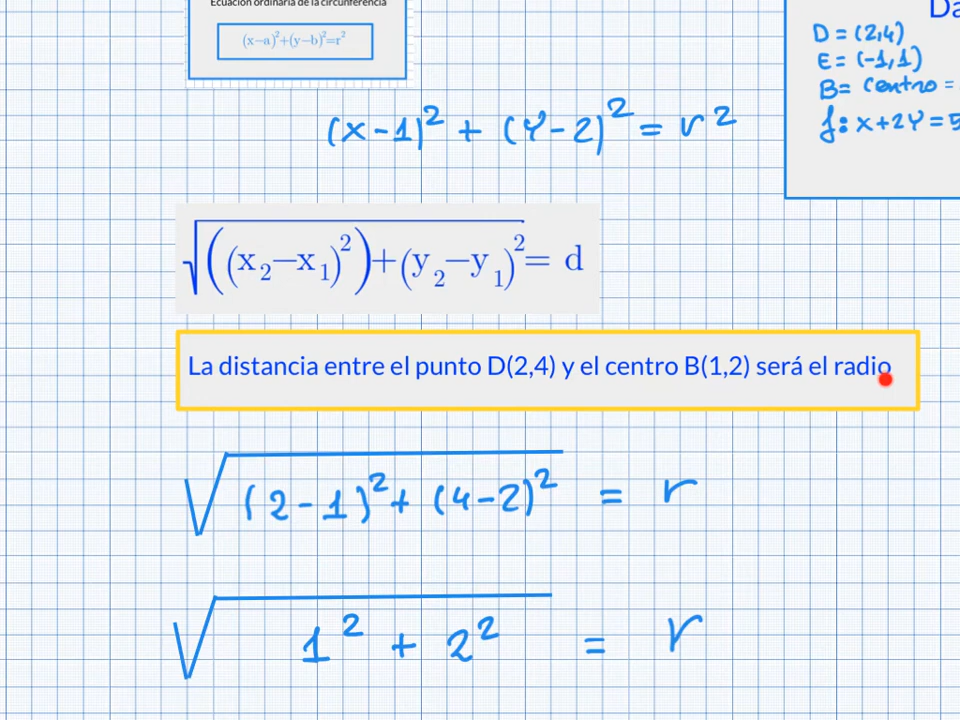 Ecuación ordinaria de la circunferencia
(x−a)²+(y−b)²=r²
D = (2,4)
E = (-1,1)
B = Centro =
f: x+2y=5
(x-1)² + (y-2)² = r²
√((x₂−x₁)²)+(y₂−y₁)² = d
La distancia entre el punto D(2,4) y el centro B(1,2) será el radio
√(2-1)² + (4-2)² = r
√1² + 2² = r